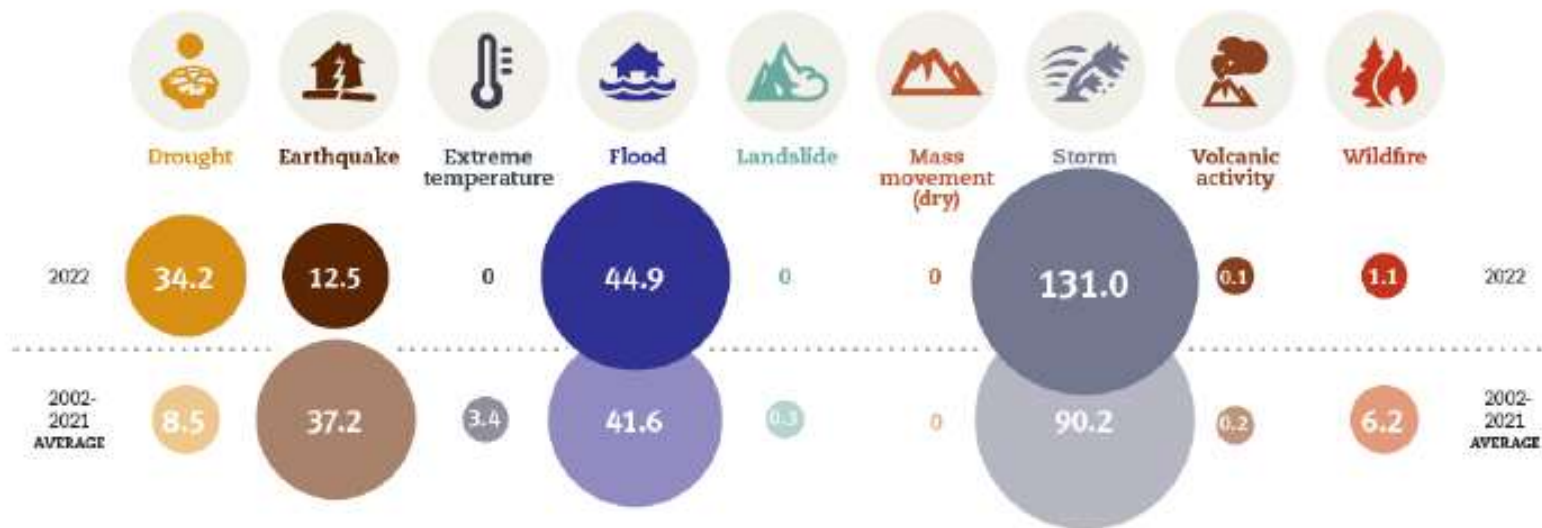 Drought
Earthquake
Extreme
temperature
Flood
Landslide
Mass
movement
(dry)
Storm
Volcanic
activity
Wildfire
2022
34.2
12.5
0
44.9
0
0
131.0
0.1
1.1
2022
2002-
2021
AVERAGE
8.5
37.2
3.4
41.6
0.3
0
90.2
0.2
6.2
2002-
2021
AVERAGE